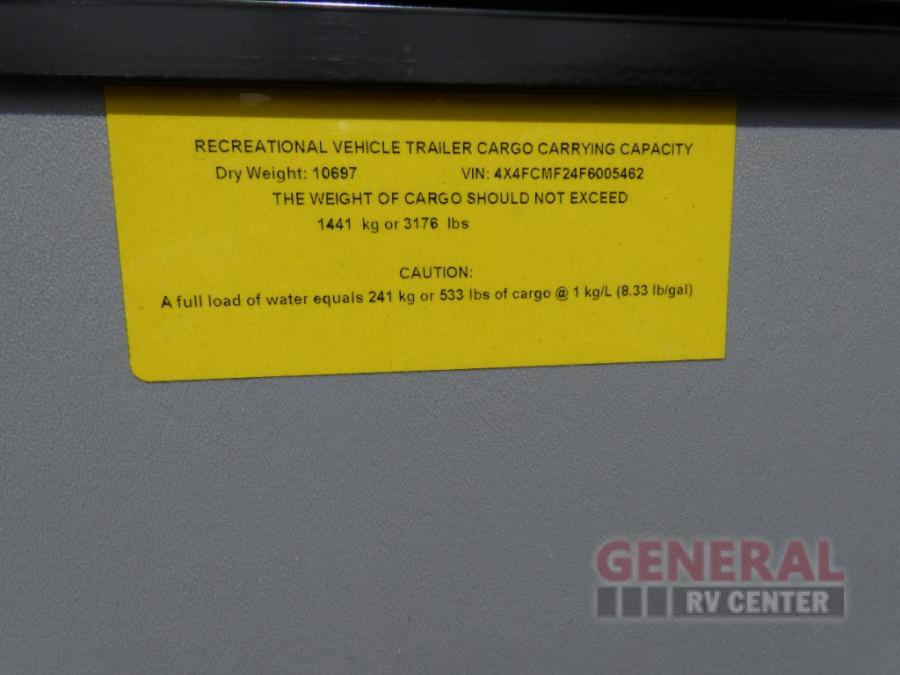 RECREATIONAL VEHICLE TRAILER CARGO CARRYING CAPACITY
Dry Weight: 10697 VIN: 4X4FCMF24F6005462
THE WEIGHT OF CARGO SHOULD NOT EXCEED
1441 kg or 3176 lbs
CAUTION:
A full load of water equals 241 kg or 533 lbs of cargo @ 1 kg/L (8.33 lb/gal)
GENERAL
RV CENTER